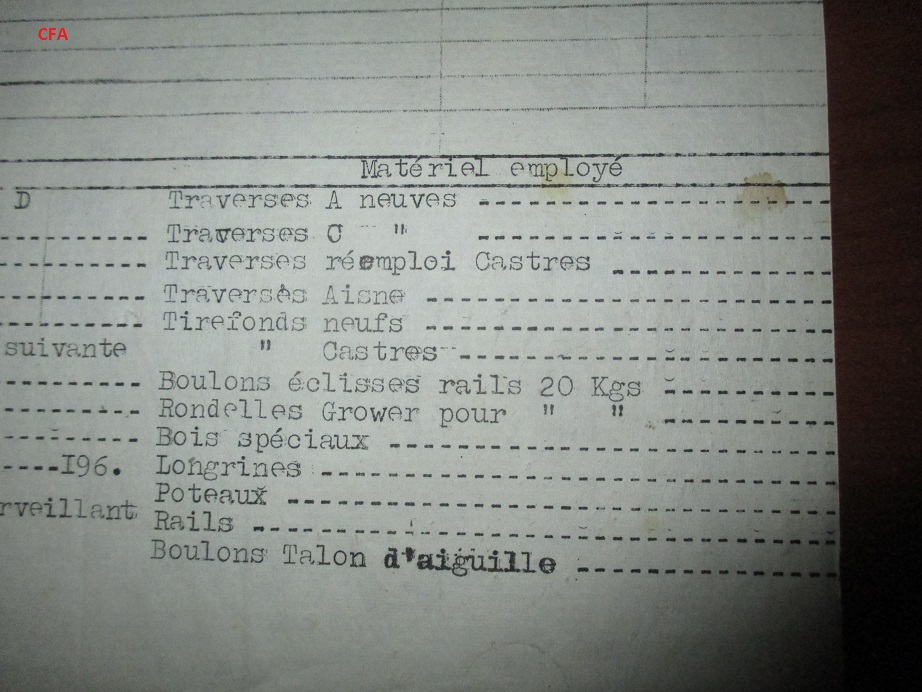 CFA
Matériel employé
D Traverses A neuves --------------------
----------- Traverses C " --------------------
----------- Traverses réemploi Castres -------------
----------- Traverses Aisne -----------------------
----------- Tirefonds neufs -----------------------
suivante " Castres --------------------
----------- Boulons éclisses rails 20 Kgs ----------
----------- Rondelles Grower pour " " ----------
----------- Bois spéciaux -------------------------
----I96. Longrines ------------------------------
Poteaux --------------------------------
rveillant Rails ----------------------------------
Boulons Talon d'aiguille ---------------